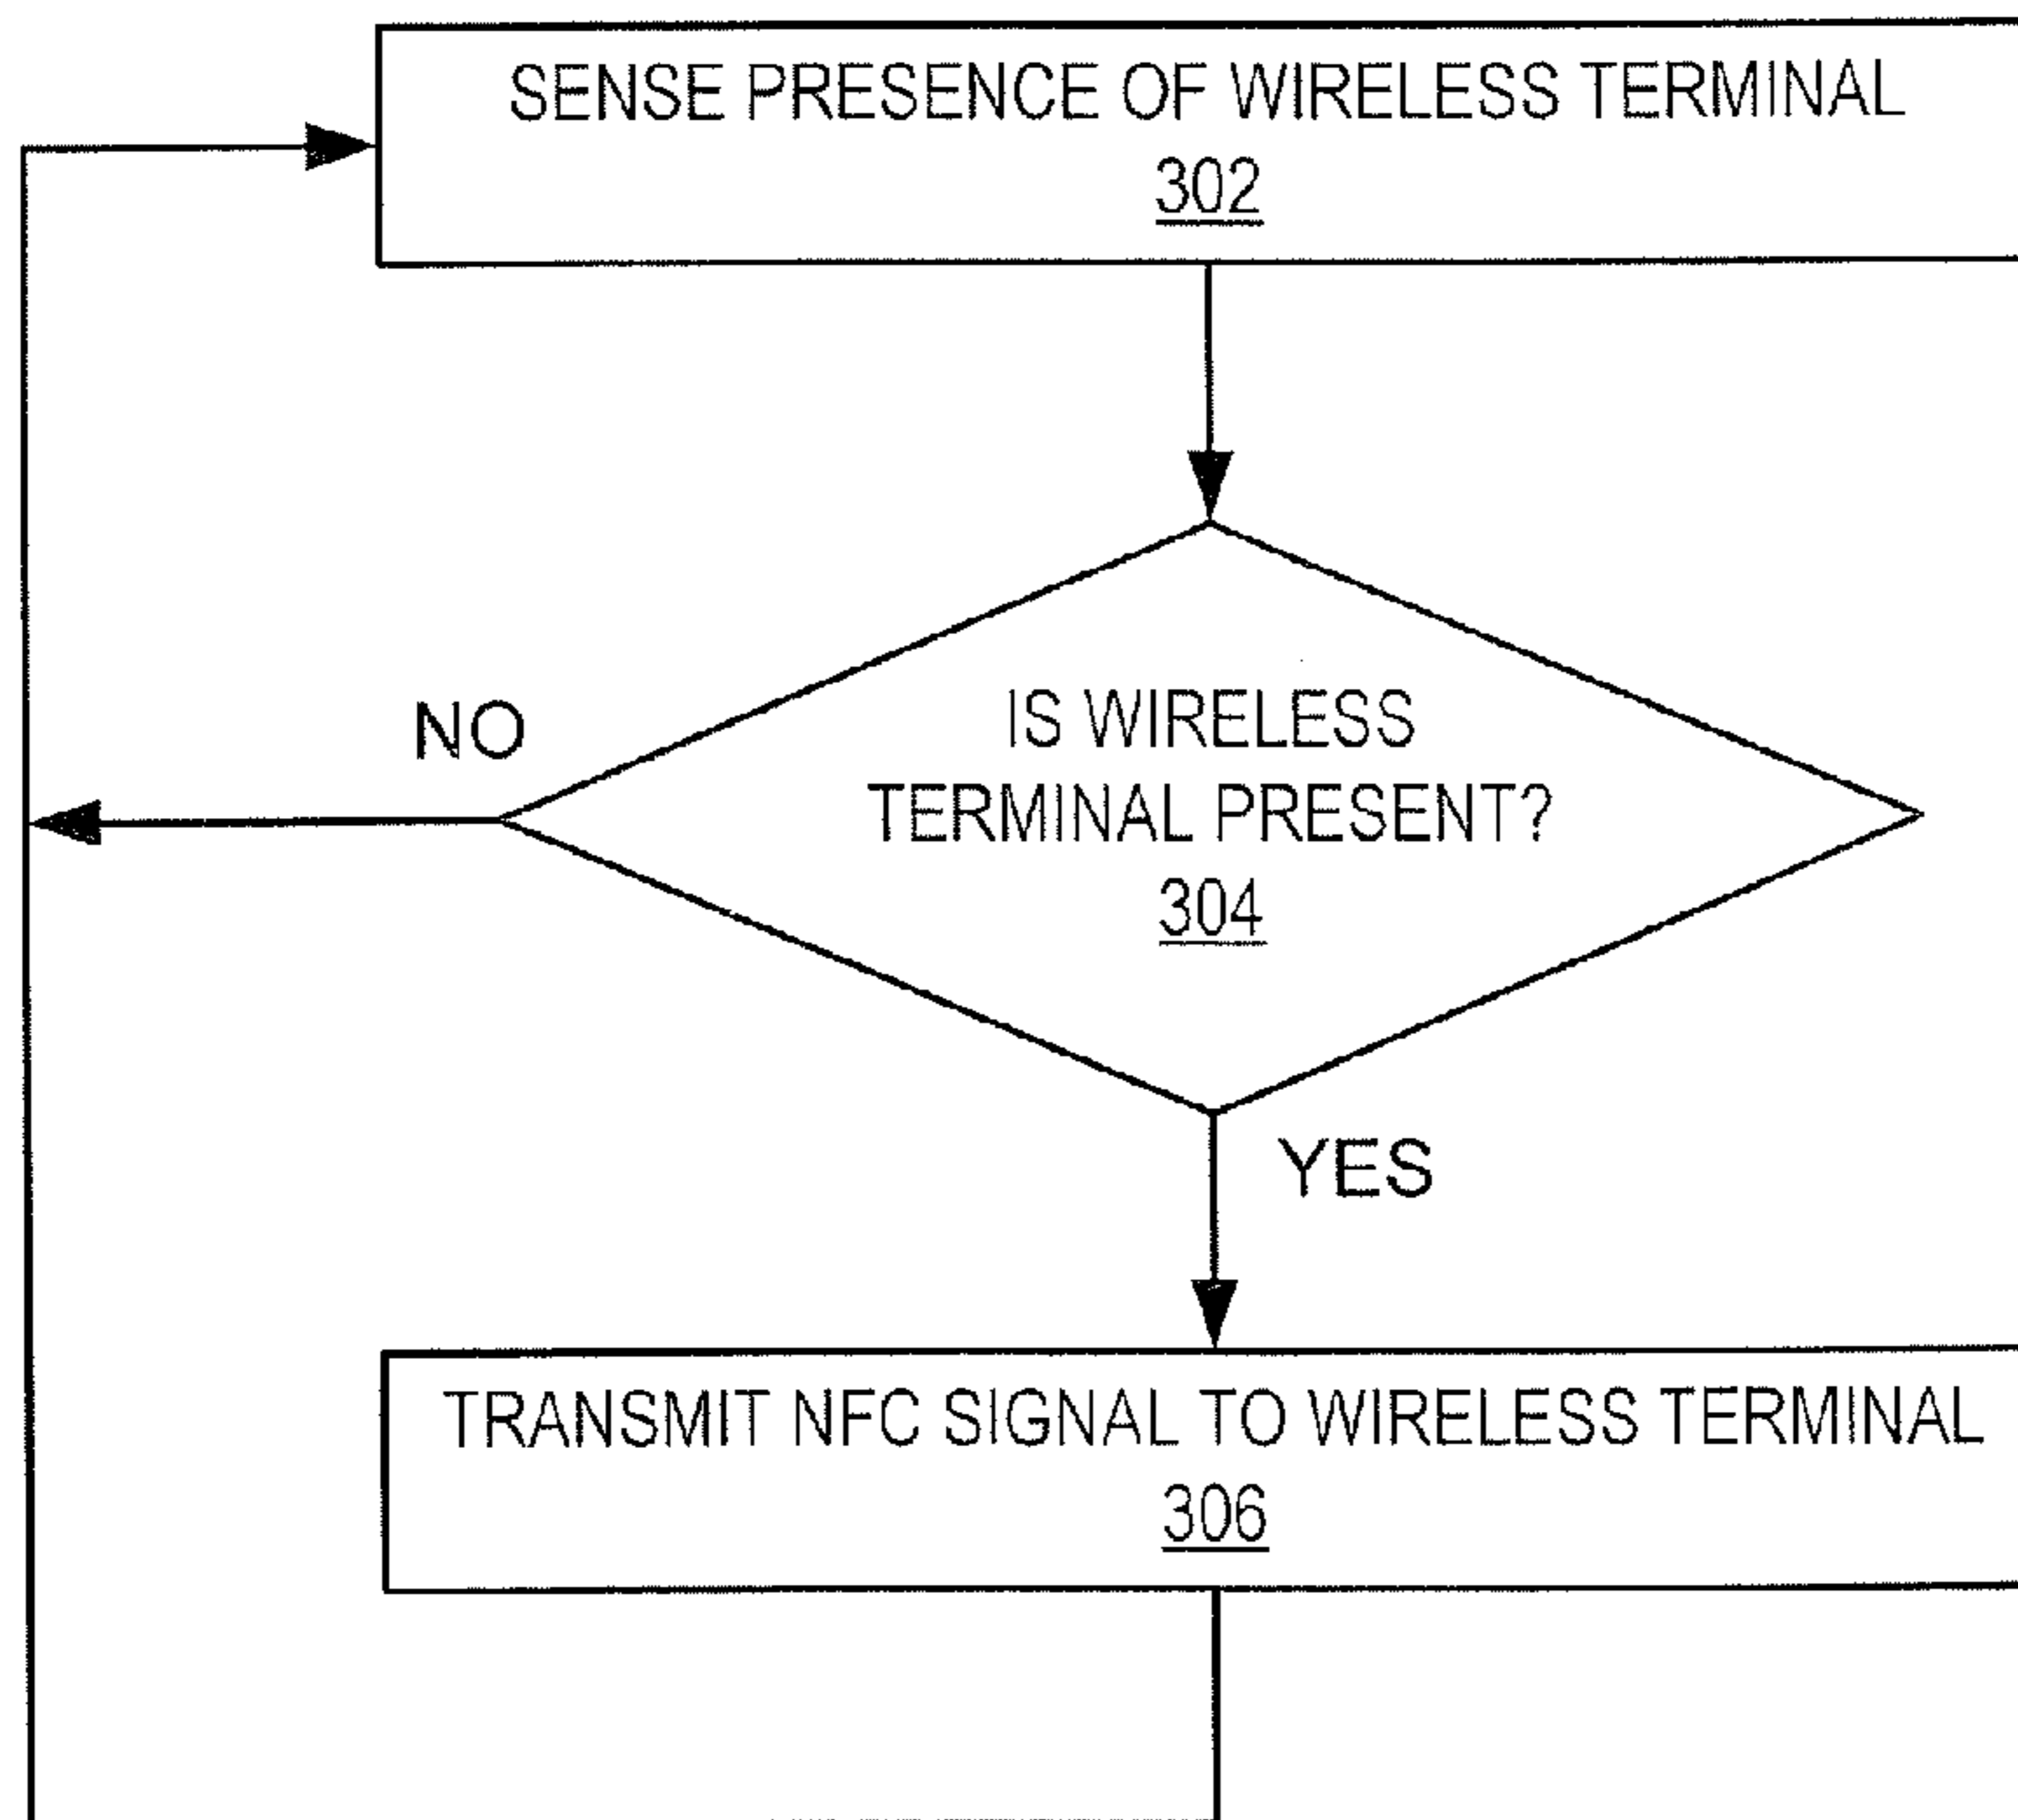 SENSE PRESENCE OF WIRELESS TERMINAL
302
IS WIRELESS
TERMINAL PRESENT?
304
NO
YES
TRANSMIT NFC SIGNAL TO WIRELESS TERMINAL
306